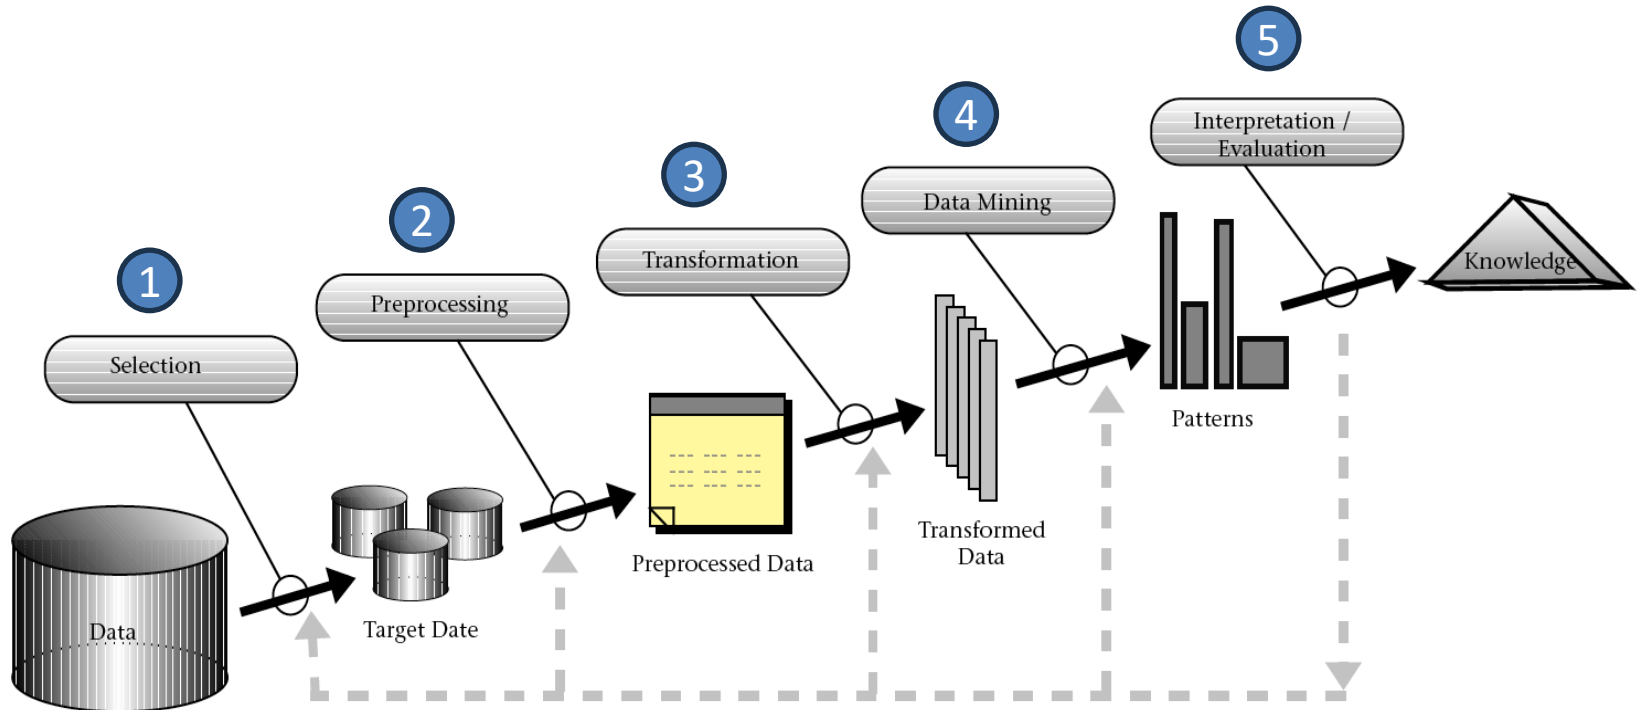 1
Selection
Data
2
Preprocessing
Target Date
3
Transformation
Preprocessed Data
4
Data Mining
Transformed
Data
5
Interpretation /
Evaluation
Patterns
Knowledge